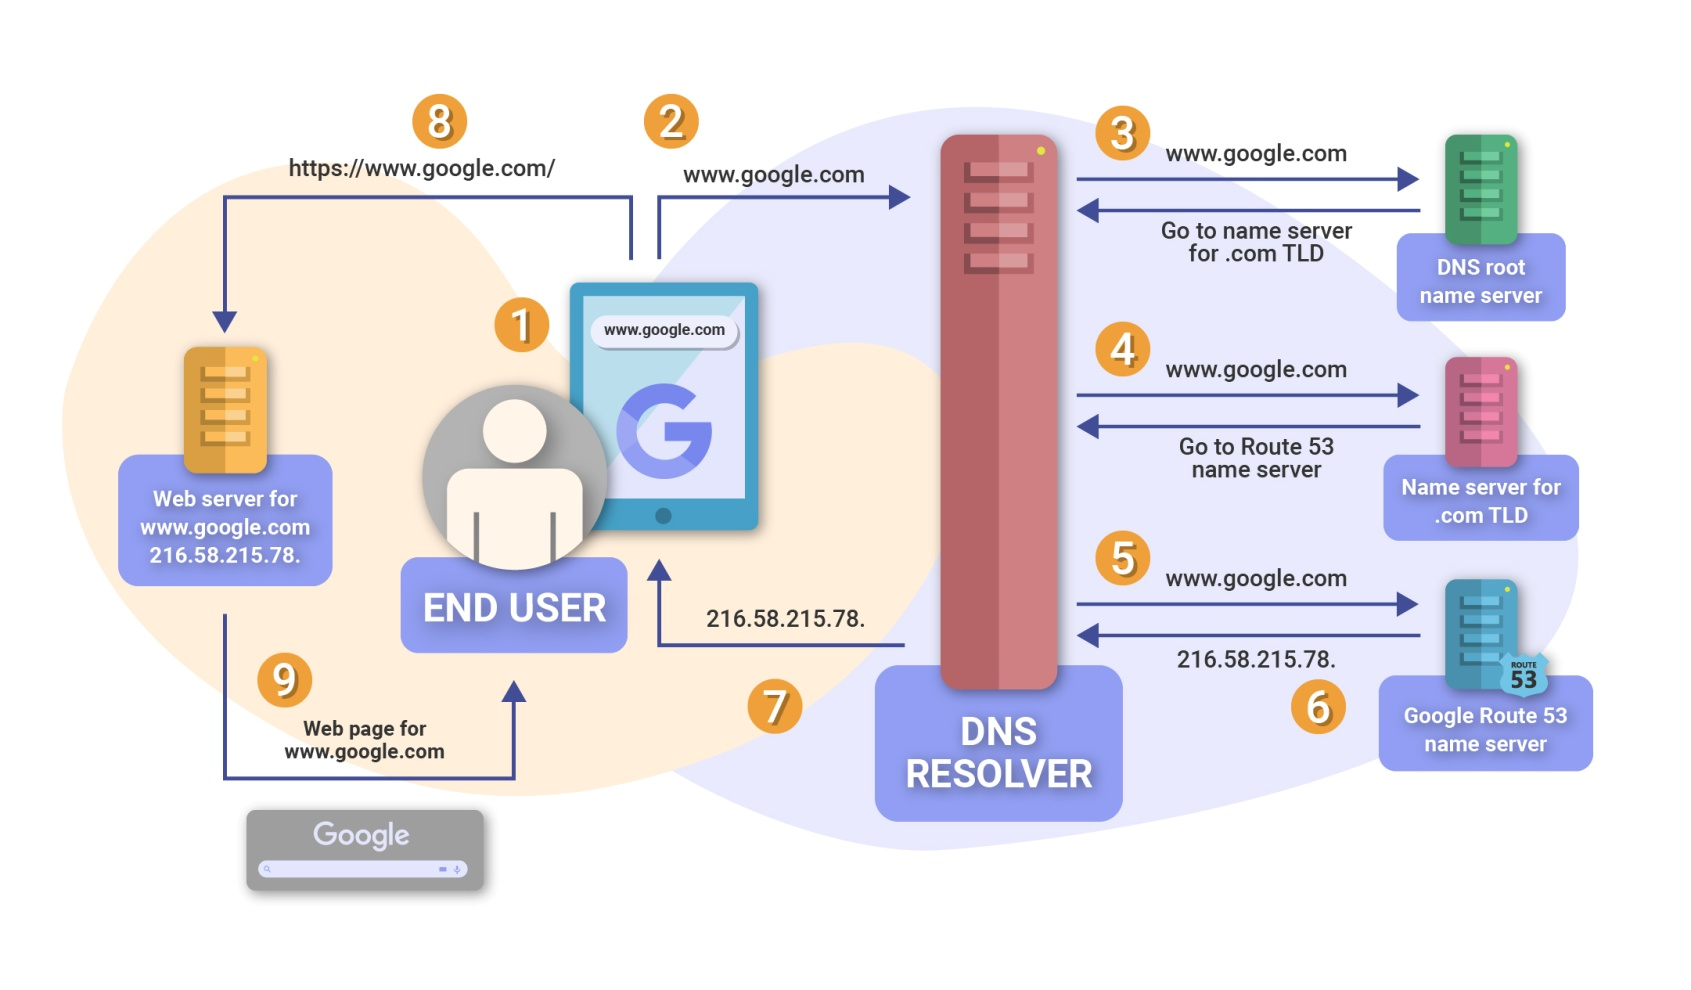 8
https://www.google.com/
2
www.google.com
3
www.google.com
Go to name server
for .com TLD
DNS root
name server
1
www.google.com
G
4
www.google.com
Go to Route 53
name server
Name server for
.com TLD
Web server for
www.google.com
216.58.215.78.
END USER
5
www.google.com
216.58.215.78.
6
ROUTE
53
Google Route 53
name server
216.58.215.78.
7
DNS
RESOLVER
9
Web page for
www.google.com
Google